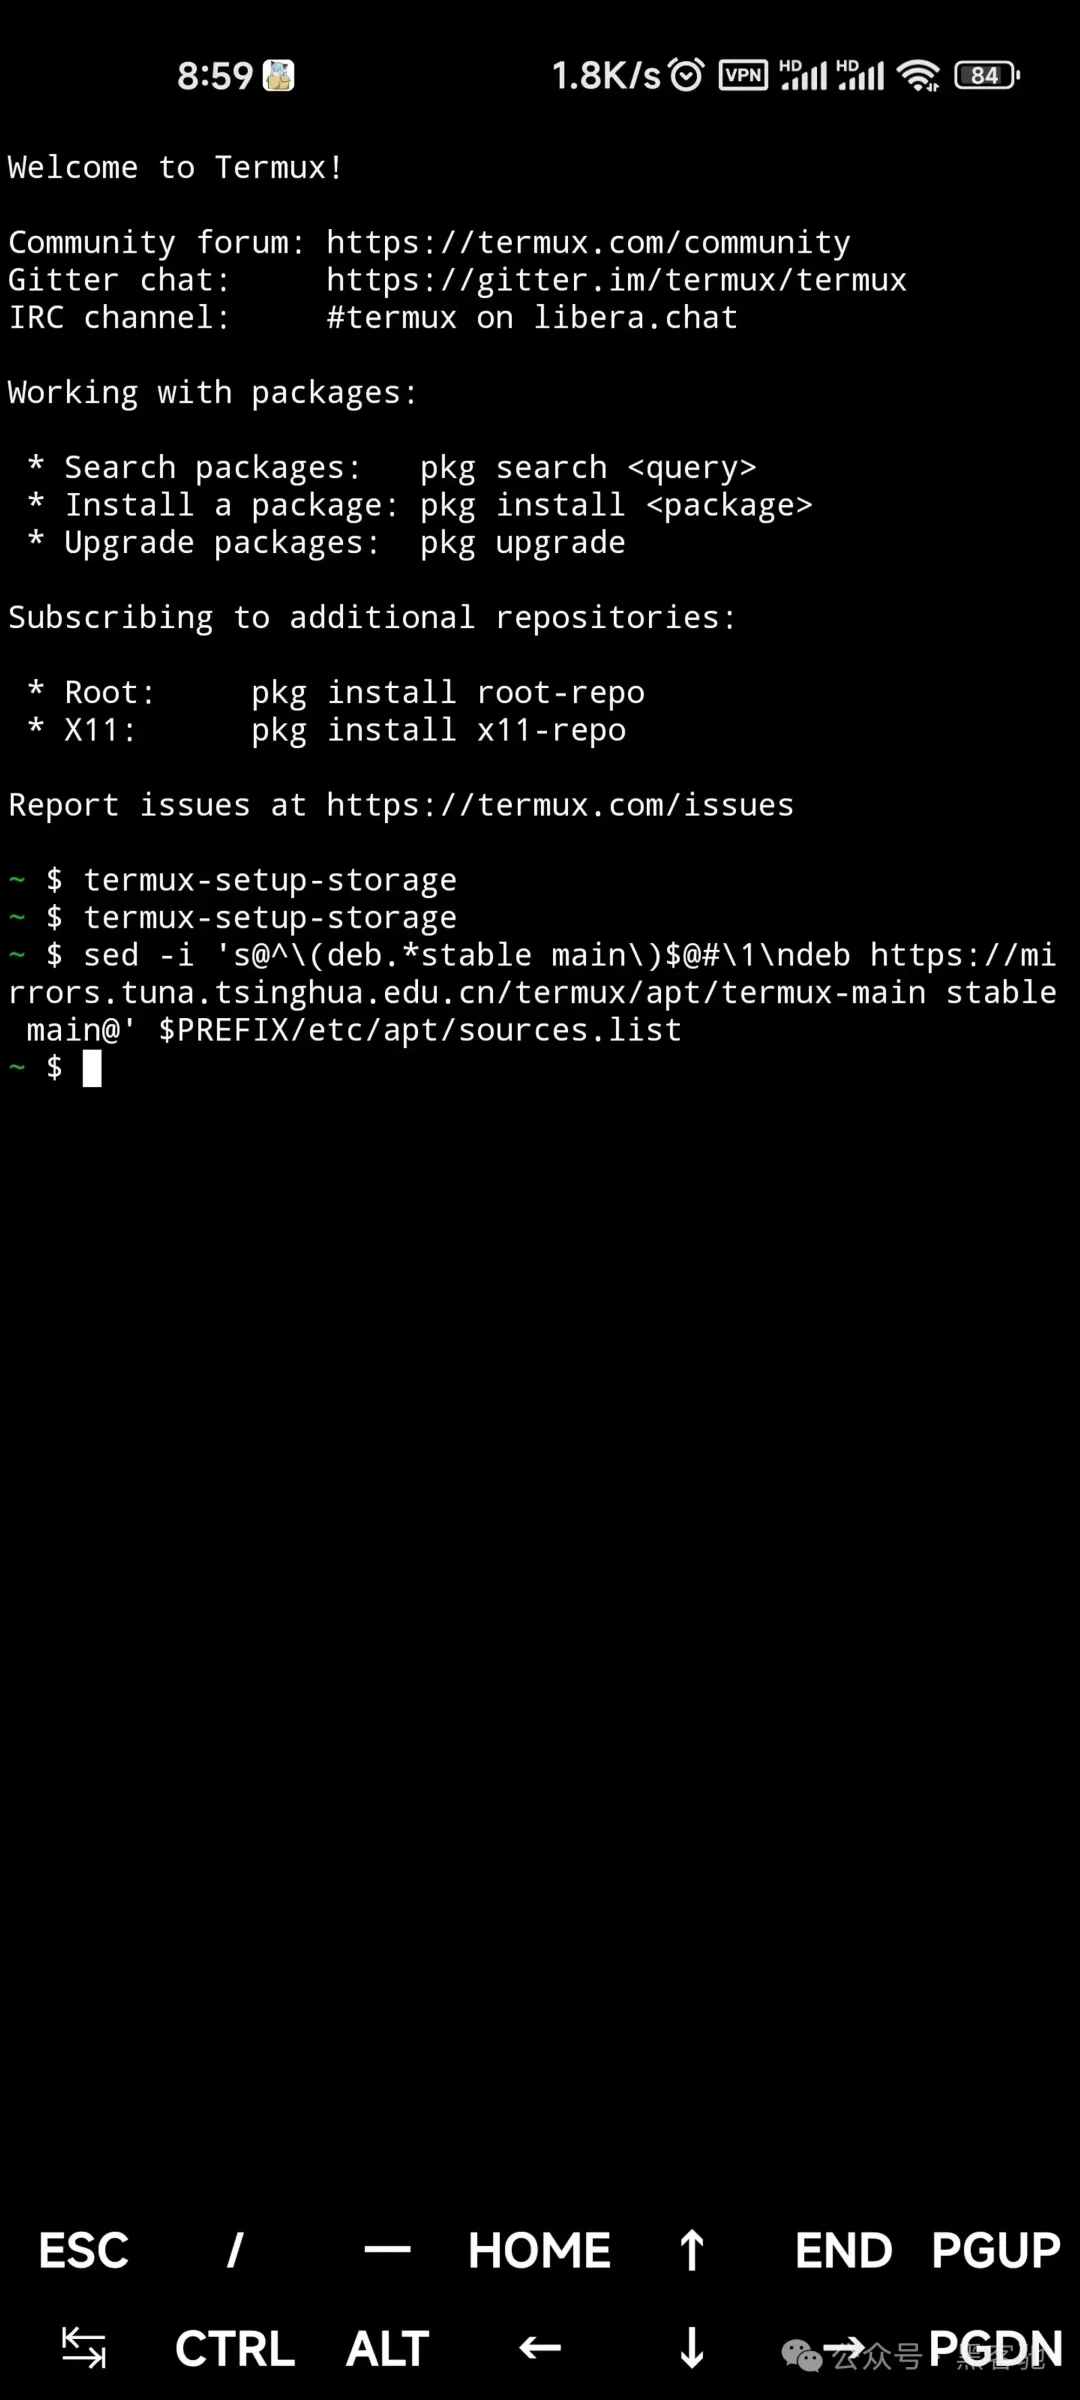 8:59 1.8K/s VPN HD HD 84
Welcome to Termux!
Community forum: https://termux.com/community
Gitter chat:     https://gitter.im/termux/termux
IRC channel:     #termux on libera.chat
Working with packages:
 * Search packages:   pkg search <query>
 * Install a package: pkg install <package>
 * Upgrade packages:  pkg upgrade
Subscribing to additional repositories:
 * Root:     pkg install root-repo
 * X11:      pkg install x11-repo
Report issues at https://termux.com/issues
~ $ termux-setup-storage
~ $ termux-setup-storage
~ $ sed -i 's@^\(deb.*stable main\)$@#\1\ndeb https://mi
rrors.tuna.tsinghua.edu.cn/termux/apt/termux-main stable
 main@' $PREFIX/etc/apt/sources.list
~ $
ESC / — HOME ↑ END PGUP
↹ CTRL ALT ← ↓ → PGDN
公众号